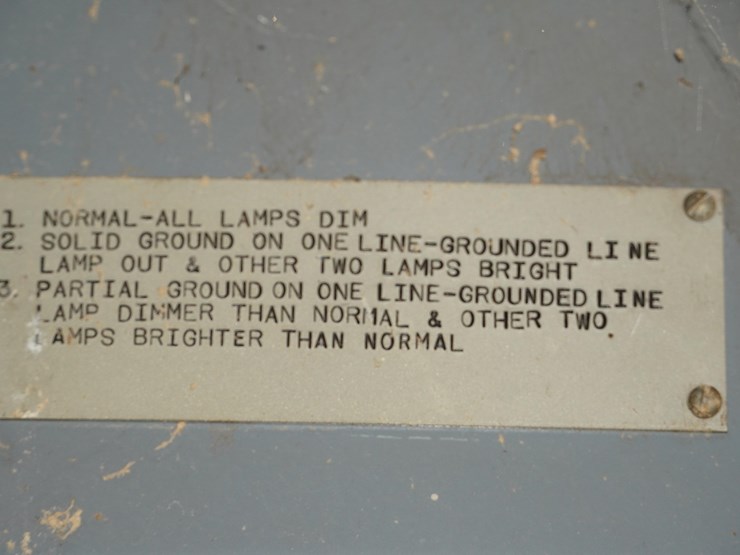 1. NORMAL-ALL LAMPS DIM
2. SOLID GROUND ON ONE LINE-GROUNDED LINE
LAMP OUT & OTHER TWO LAMPS BRIGHT
3. PARTIAL GROUND ON ONE LINE-GROUNDED LINE
LAMP DIMMER THAN NORMAL & OTHER TWO
LAMPS BRIGHTER THAN NORMAL